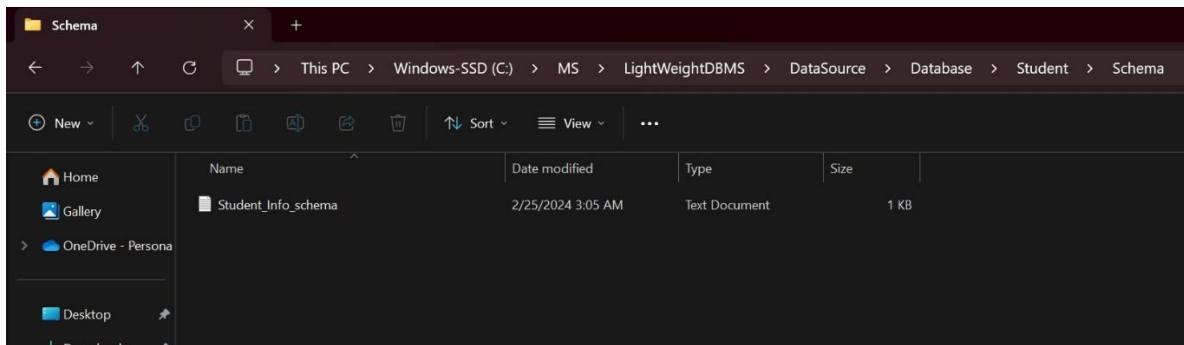 Schema
This PC > Windows-SSD (C:) > MS > LightWeightDBMS > DataSource > Database > Student > Schema
New Sort View
Name Date modified Type Size
Home
Student_Info_schema 2/25/2024 3:05 AM Text Document 1 KB
Gallery
OneDrive - Persona
Desktop